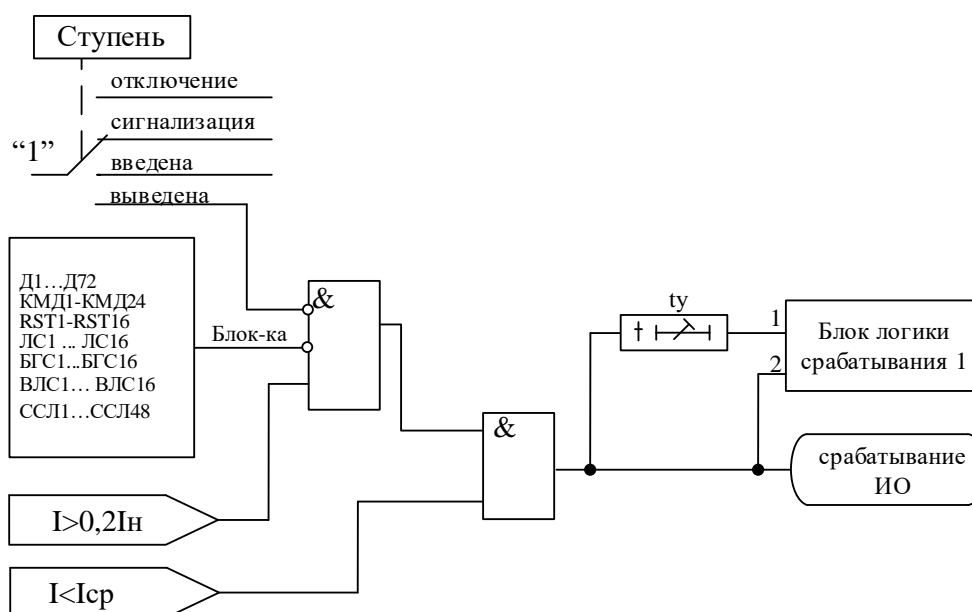 Ступень
отключение
сигнализация
“1”
введена
выведена
Д1…Д72
КМД1-КМД24
RST1-RST16
ЛС1 ... ЛС16
БГС1...БГС16
ВЛС1… ВЛС16
ССЛ1…ССЛ48
Блок-ка
&
I>0,2Iн
I<Iср
&
ty
1
2
Блок логики
срабатывания 1
срабатывание
ИО